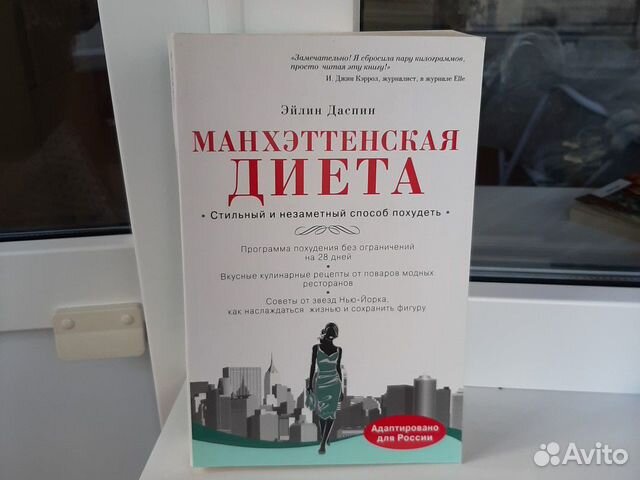 «Замечательно! Я сбросила пару килограммов,
просто читая эту книгу!»
И. Джин Кэррол, журналист, в журнале Elle
Эйлин Даспин
МАНХЭТТЕНСКАЯ
ДИЕТА
• Стильный и незаметный способ похудеть •
Программа похудения без ограничений
на 28 дней
•
Вкусные кулинарные рецепты от поваров модных
ресторанов
•
Советы от звезд Нью-Йорка,
как наслаждаться жизнью и сохранить фигуру
Адаптировано
для России
Avito